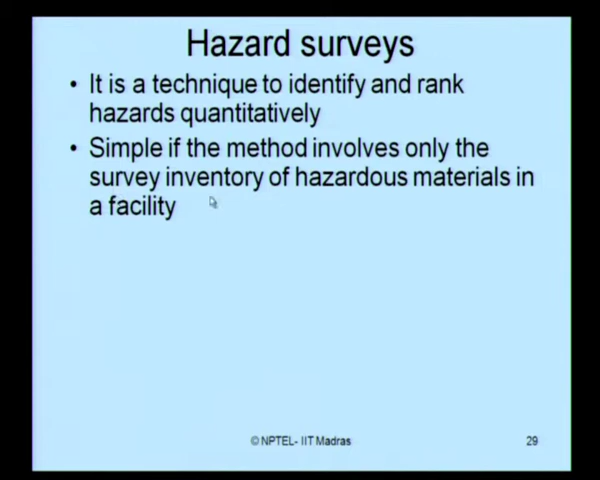 Hazard surveys
• It is a technique to identify and rank
hazards quantitatively
• Simple if the method involves only the
survey inventory of hazardous materials in
a facility
© NPTEL- IIT Madras
29